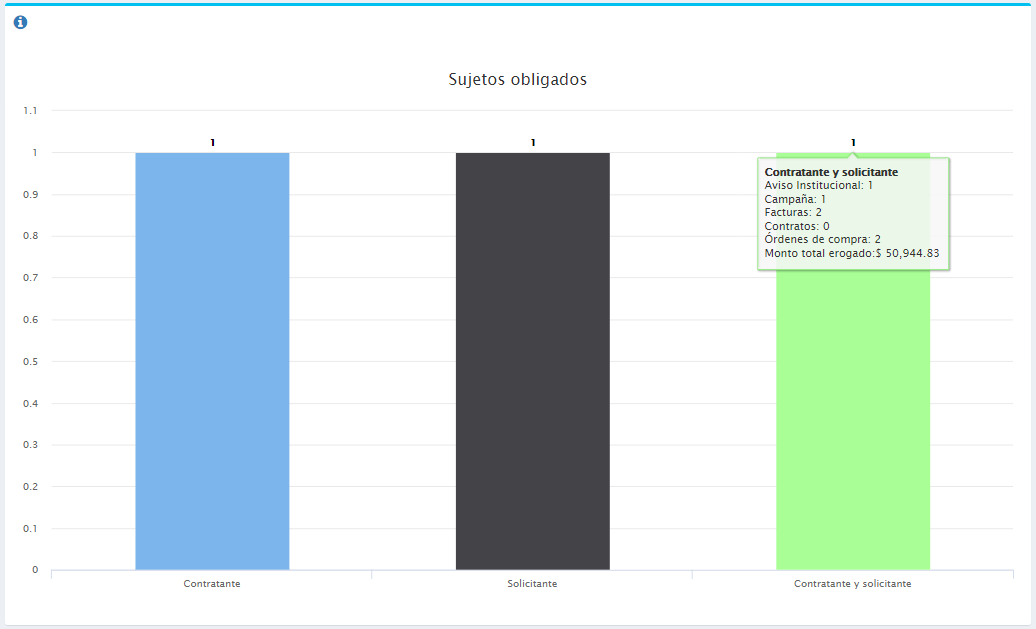 Sujetos obligados
1.1
1
0.9
0.8
0.7
0.6
0.5
0.4
0.3
0.2
0.1
0
1
1
1
Contratante y solicitante
Aviso Institucional: 1
Campaña: 1
Facturas: 2
Contratos: 0
Órdenes de compra: 2
Monto total erogado:$ 50,944.83
Contratante
Solicitante
Contratante y solicitante